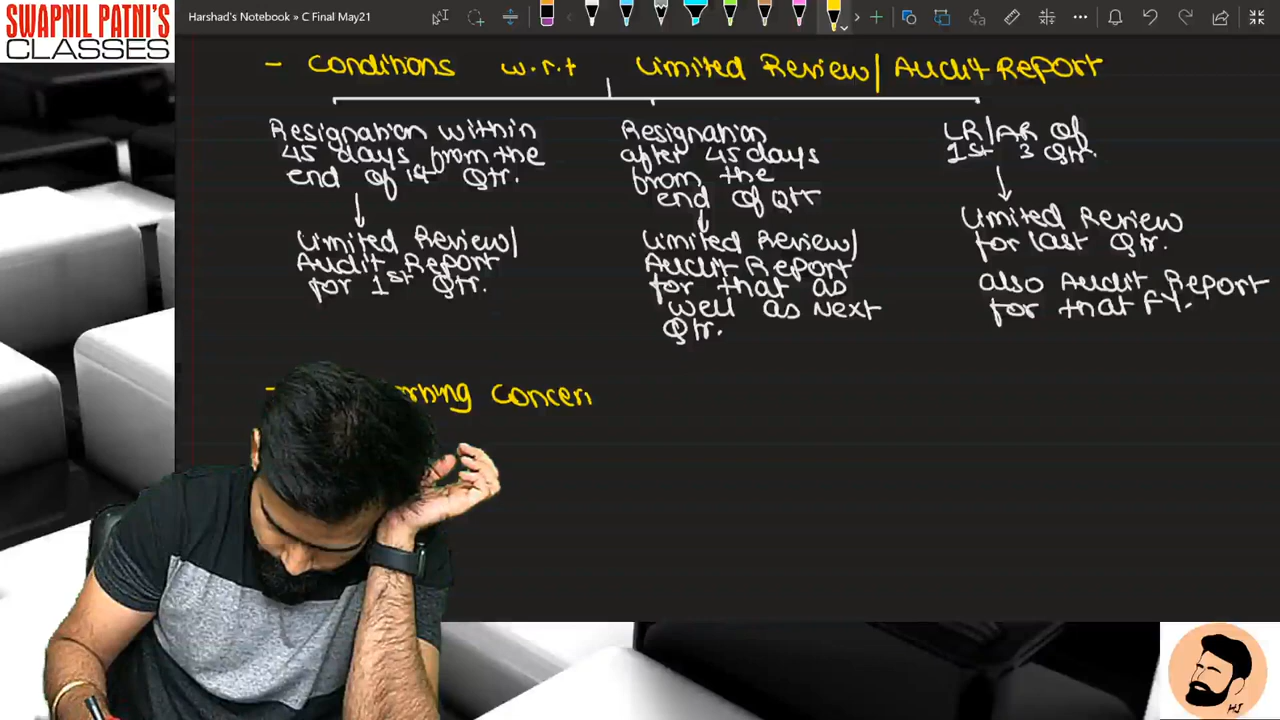 SWAPNIL PATNI'S
CLASSES
Harshad's Notebook » C Final May21
- Conditions w.r.t Limited Review/ Audit Report
Resignation within
45 days from the
end of 1st Qtr.
Limited Review/
Audit Report
for 1st Qtr.
Resignation
after 45 days
from the
end of Qtr
Limited Review/
Audit Report
for that as
well as Next
Qtr.
LR/AR of
1st 3 Qtr.
Limited Review
for last Qtr.
also Audit Report
for that FY.
-
HJ